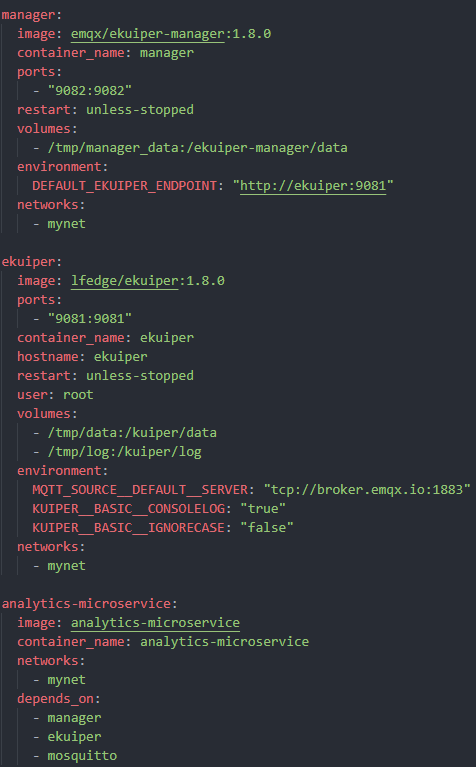 manager:
  image: emqx/ekuiper-manager:1.8.0
  container_name: manager
  ports:
    - "9082:9082"
  restart: unless-stopped
  volumes:
    - /tmp/manager_data:/ekuiper-manager/data
  environment:
    DEFAULT_EKUIPER_ENDPOINT: "http://ekuiper:9081"
  networks:
    - mynet

ekuiper:
  image: lfedge/ekuiper:1.8.0
  ports:
    - "9081:9081"
  container_name: ekuiper
  hostname: ekuiper
  restart: unless-stopped
  user: root
  volumes:
    - /tmp/data:/kuiper/data
    - /tmp/log:/kuiper/log
  environment:
    MQTT_SOURCE__DEFAULT__SERVER: "tcp://broker.emqx.io:1883"
    KUIPER__BASIC__CONSOLELOG: "true"
    KUIPER__BASIC__IGNORECASE: "false"
  networks:
    - mynet

analytics-microservice:
  image: analytics-microservice
  container_name: analytics-microservice
  networks:
    - mynet
  depends_on:
    - manager
    - ekuiper
    - mosquitto